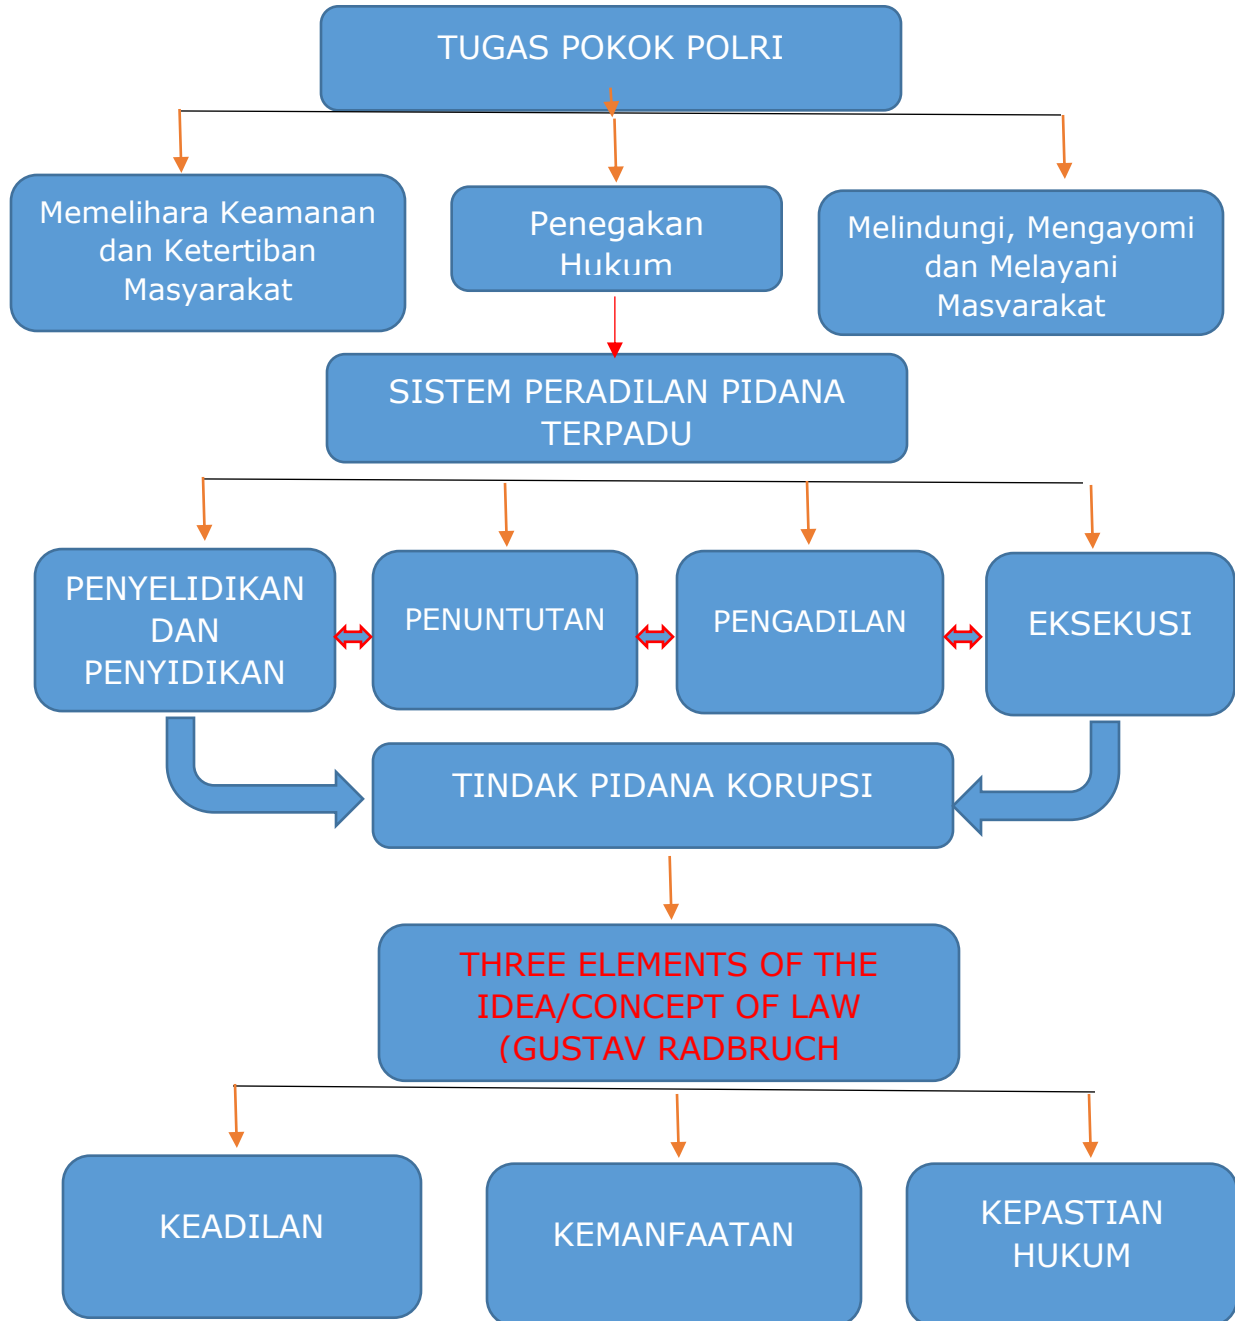 TUGAS POKOK POLRI
Memelihara Keamanan
dan Ketertiban
Masyarakat
Penegakan
Hukum
Melindungi, Mengayomi
dan Melayani
Masyarakat
SISTEM PERADILAN PIDANA
TERPADU
PENYELIDIKAN
DAN
PENYIDIKAN
PENUNTUTAN
PENGADILAN
EKSEKUSI
TINDAK PIDANA KORUPSI
THREE ELEMENTS OF THE
IDEA/CONCEPT OF LAW
(GUSTAV RADBRUCH
KEADILAN
KEMANFAATAN
KEPASTIAN
HUKUM